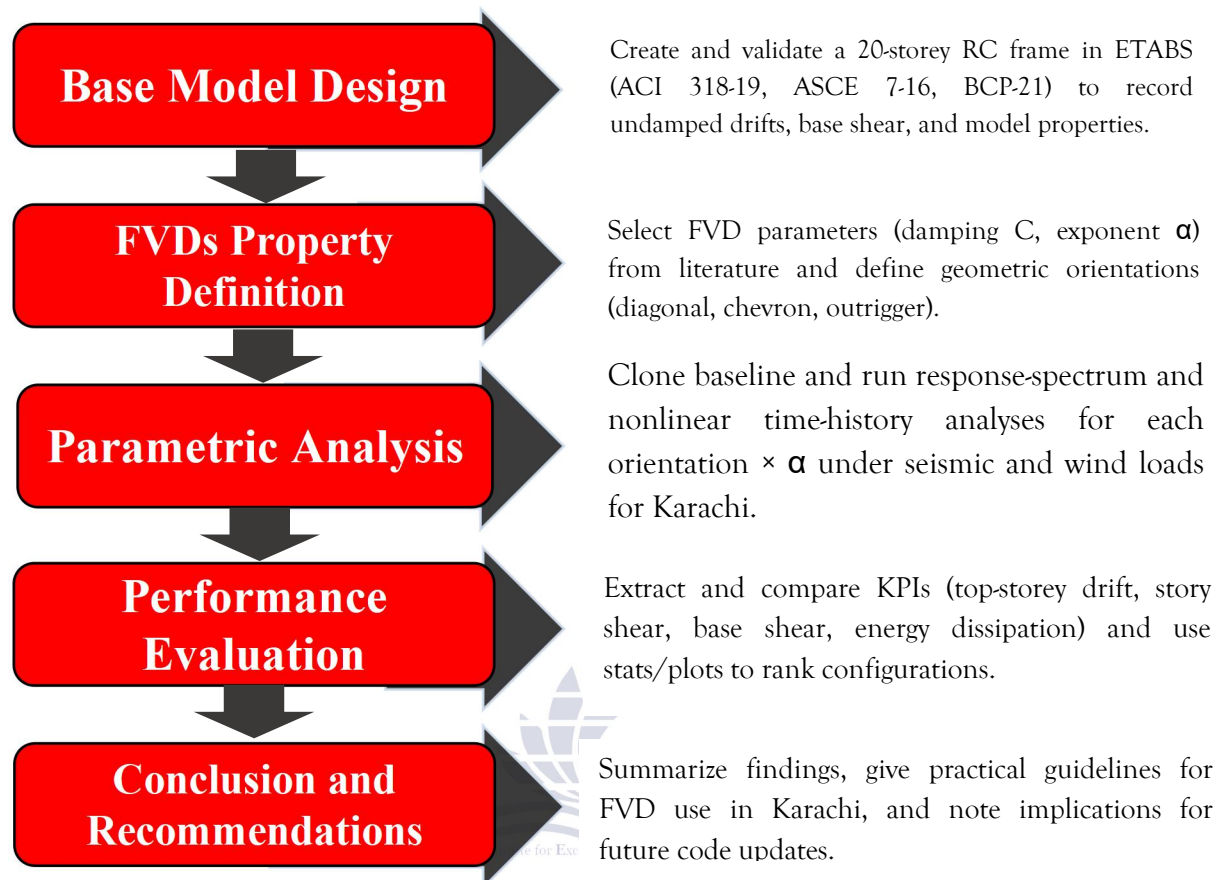 Base Model Design
Create and validate a 20-storey RC frame in ETABS
(ACI 318-19, ASCE 7-16, BCP-21) to record
undamped drifts, base shear, and model properties.
FVDs Property
Definition
Select FVD parameters (damping C, exponent α)
from literature and define geometric orientations
(diagonal, chevron, outrigger).
Parametric Analysis
Clone baseline and run response-spectrum and
nonlinear time-history analyses for each
orientation × α under seismic and wind loads
for Karachi.
Performance
Evaluation
Extract and compare KPIs (top-storey drift, story
shear, base shear, energy dissipation) and use
stats/plots to rank configurations.
Conclusion and
Recommendations
Summarize findings, give practical guidelines for
FVD use in Karachi, and note implications for
future code updates.
for